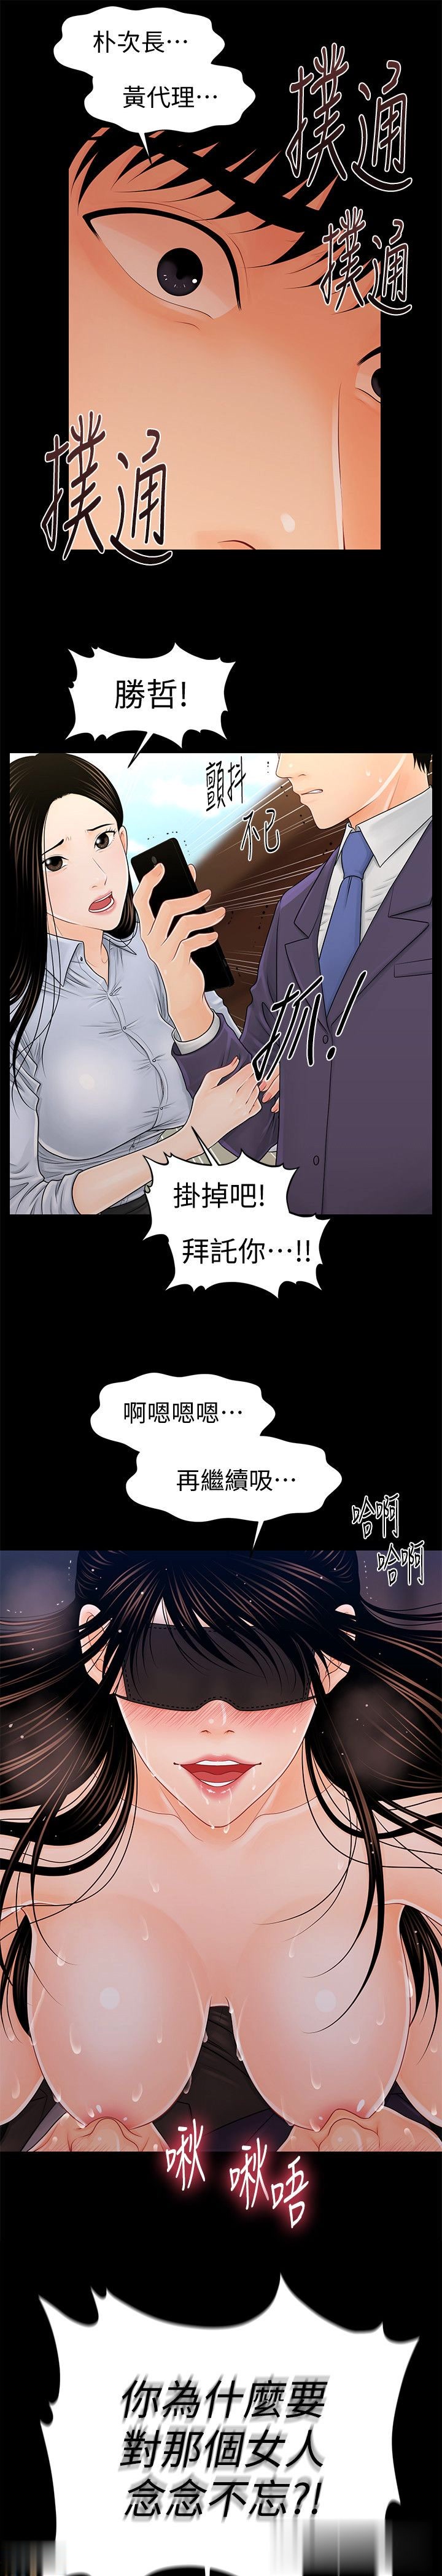 朴次長…
黃代理…
撲通
撲通
撲通
勝哲!
顫抖
不已
抓!
掛掉吧!
拜託你…!!
啊嗯嗯嗯…
再繼續吸…
哈啊
哈啊
啾
啾唔
你為什麼要
對那個女人
念念不忘?!